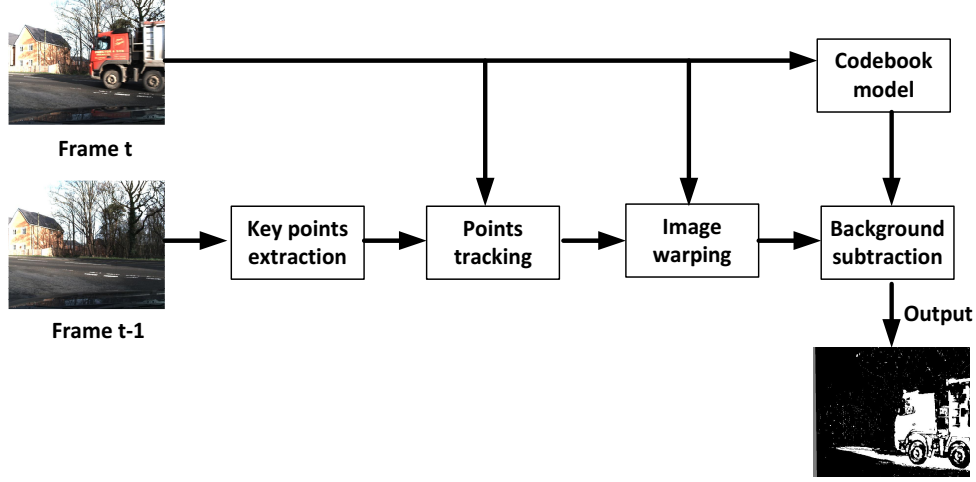 Codebook
model
Frame t
Key points
extraction
Points
tracking
Image
warping
Background
subtraction
Frame t-1
Output